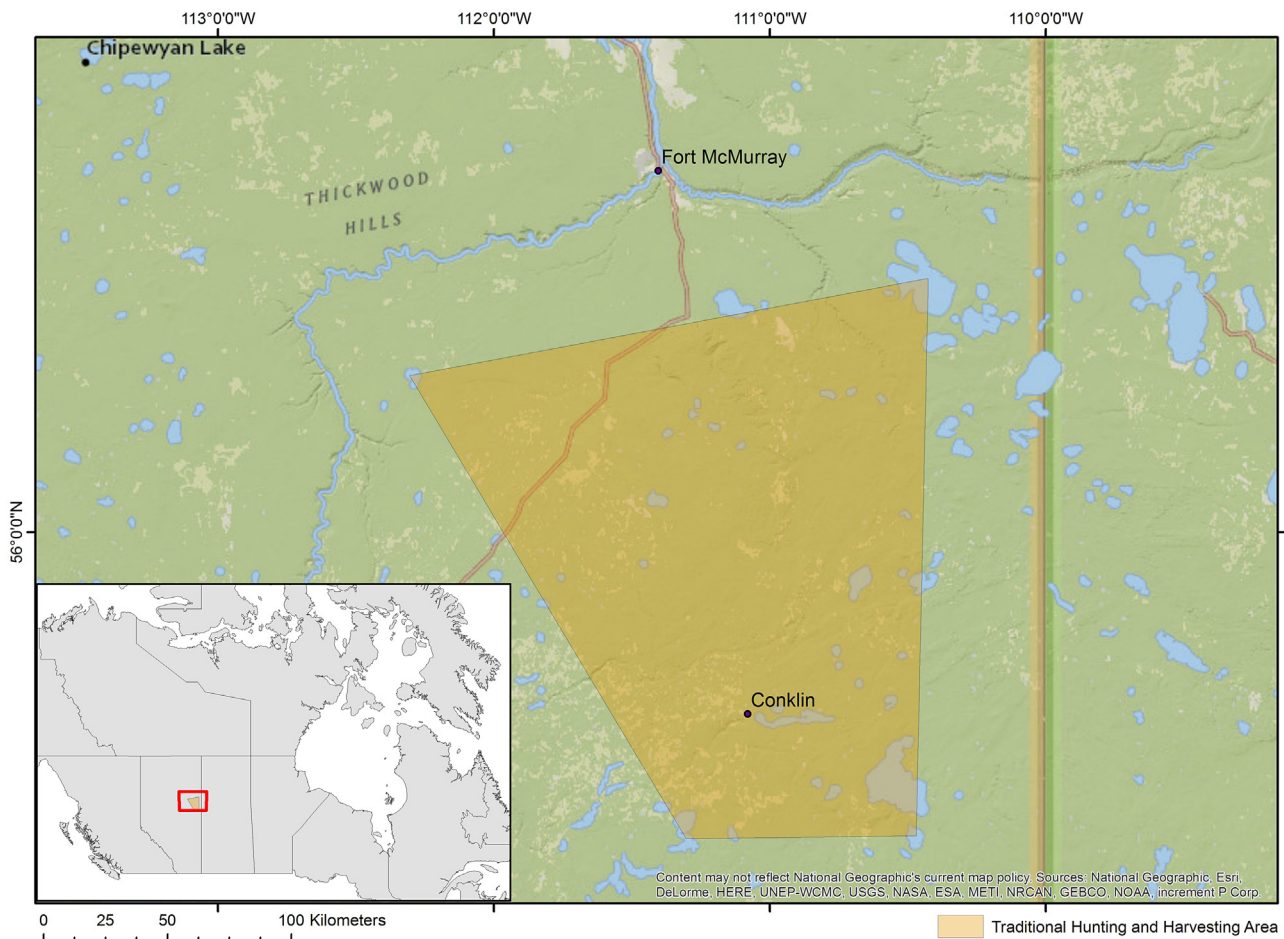 113°0'0"W 112°0'0"W 111°0'0"W 110°0'0"W
Chipewyan Lake
Fort McMurray
THICKWOOD
HILLS
56°0'0"N
Conklin
Content may not reflect National Geographic's current map policy. Sources: National Geographic, Esri,
DeLorme, HERE, UNEP-WCMC, USGS, NASA, ESA, METI, NRCAN, GEBCO, NOAA, increment P Corp.
0 25 50 100 Kilometers
Traditional Hunting and Harvesting Area